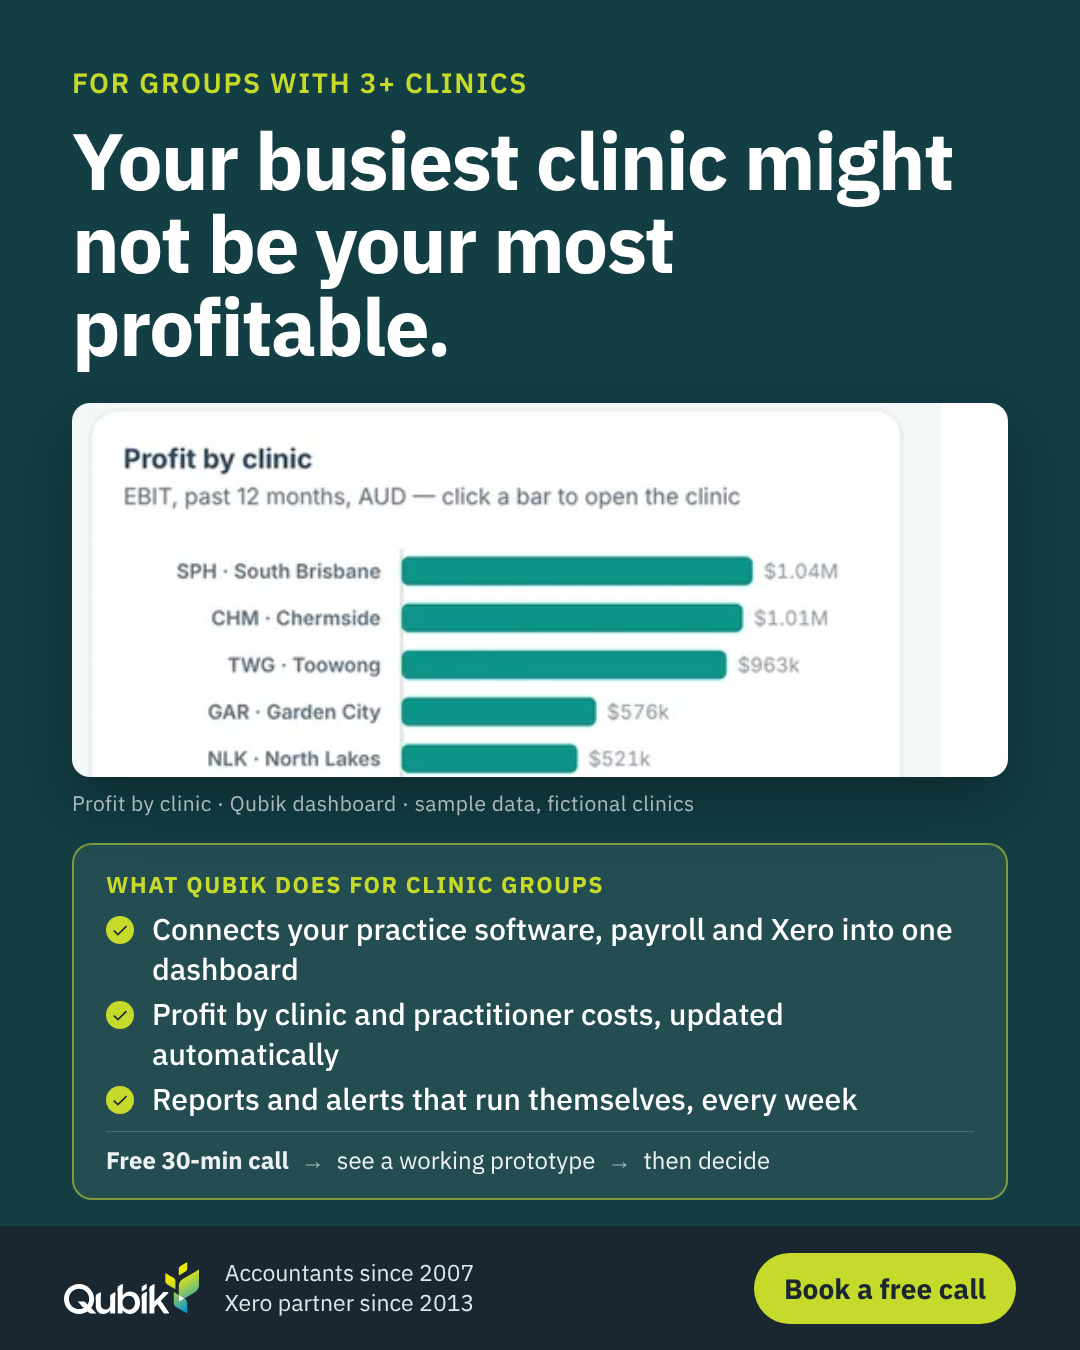 FOR GROUPS WITH 3+ CLINICS
Your busiest clinic might
not be your most
profitable.
Profit by clinic
EBIT, past 12 months, AUD — click a bar to open the clinic
SPH · South Brisbane $1.04M
CHM · Chermside $1.01M
TWG · Toowong $963k
GAR · Garden City $576k
NLK · North Lakes $521k
Profit by clinic · Qubik dashboard · sample data, fictional clinics
WHAT QUBIK DOES FOR CLINIC GROUPS
Connects your practice software, payroll and Xero into one
dashboard
Profit by clinic and practitioner costs, updated
automatically
Reports and alerts that run themselves, every week
Free 30-min call → see a working prototype → then decide
Qubik
Accountants since 2007
Xero partner since 2013
Book a free call